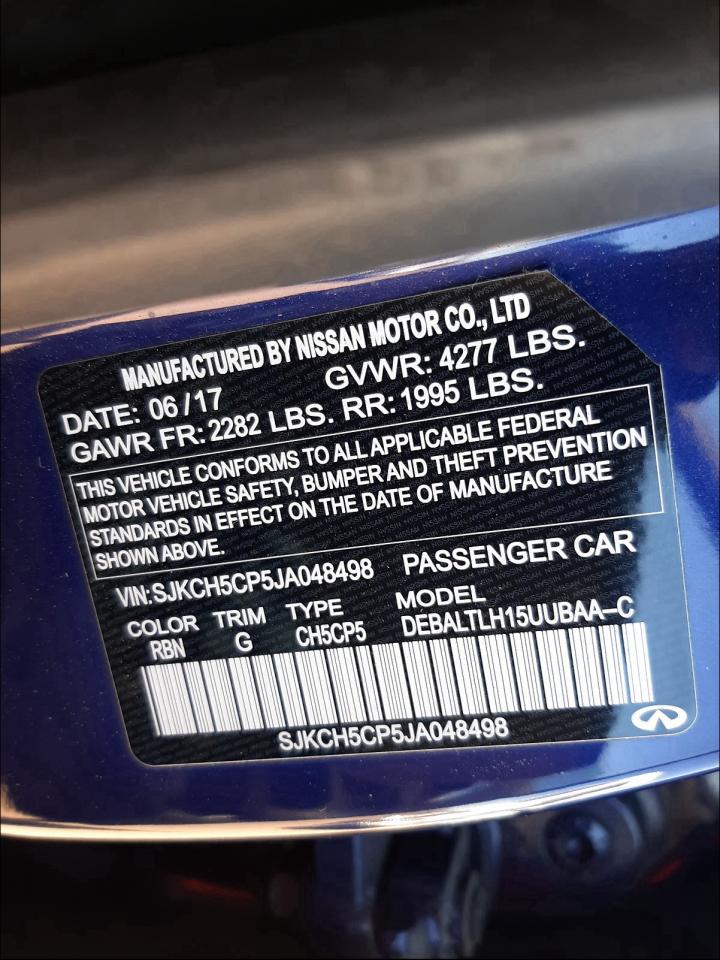 MANUFACTURED BY NISSAN MOTOR CO., LTD
DATE: 06/17 GVWR: 4277 LBS.
GAWR FR: 2282 LBS. RR: 1995 LBS.
THIS VEHICLE CONFORMS TO ALL APPLICABLE FEDERAL
MOTOR VEHICLE SAFETY, BUMPER AND THEFT PREVENTION
STANDARDS IN EFFECT ON THE DATE OF MANUFACTURE
SHOWN ABOVE.
VIN:SJKCH5CP5JA048498 PASSENGER CAR
COLOR TRIM TYPE MODEL
RBN G CH5CP5 DEBALTLH15UUBAA–C
SJKCH5CP5JA048498